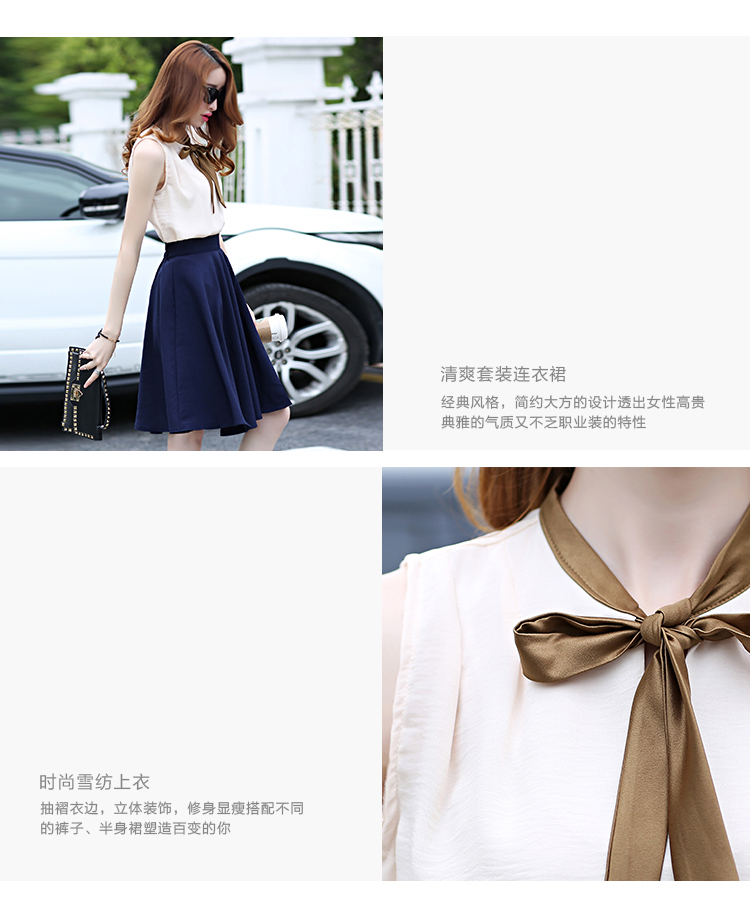 清爽套装连衣裙
经典风格，简约大方的设计透出女性高贵
典雅的气质又不乏职业装的特性
时尚雪纺上衣
抽褶衣边，立体装饰，修身显瘦搭配不同
的裤子、半身裙塑造百变的你